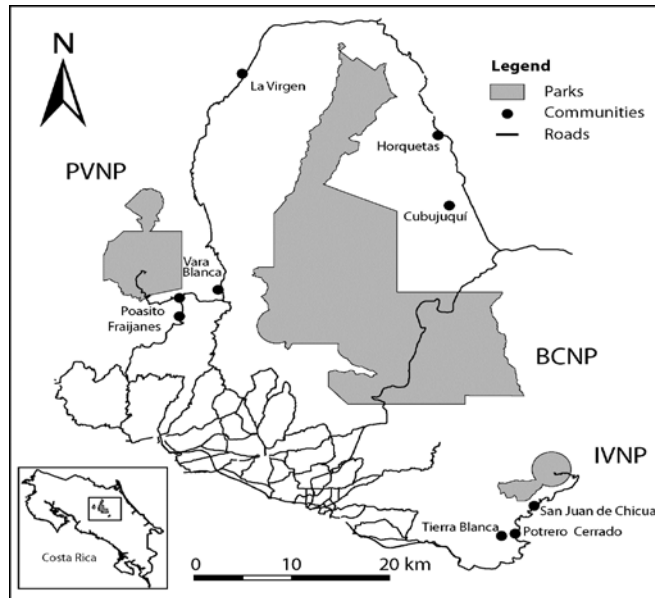 N
Legend
Parks
Communities
Roads
La Virgen
Horquetas
PVNP
Cubujuquí
Vara
Blanca
Poasito
Fraijanes
BCNP
IVNP
San Juan de Chicua
Tierra Blanca
Potrero Cerrado
Costa Rica
0
10
20 km